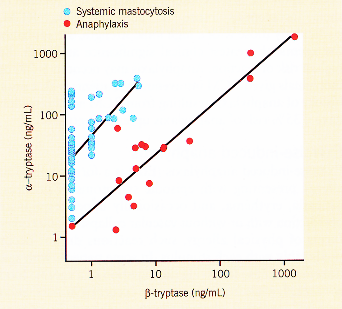 Systemic mastocytosis
Anaphylaxis
1000
100
10
1
α-tryptase (ng/mL)
1
10
100
1000
β-tryptase (ng/mL)